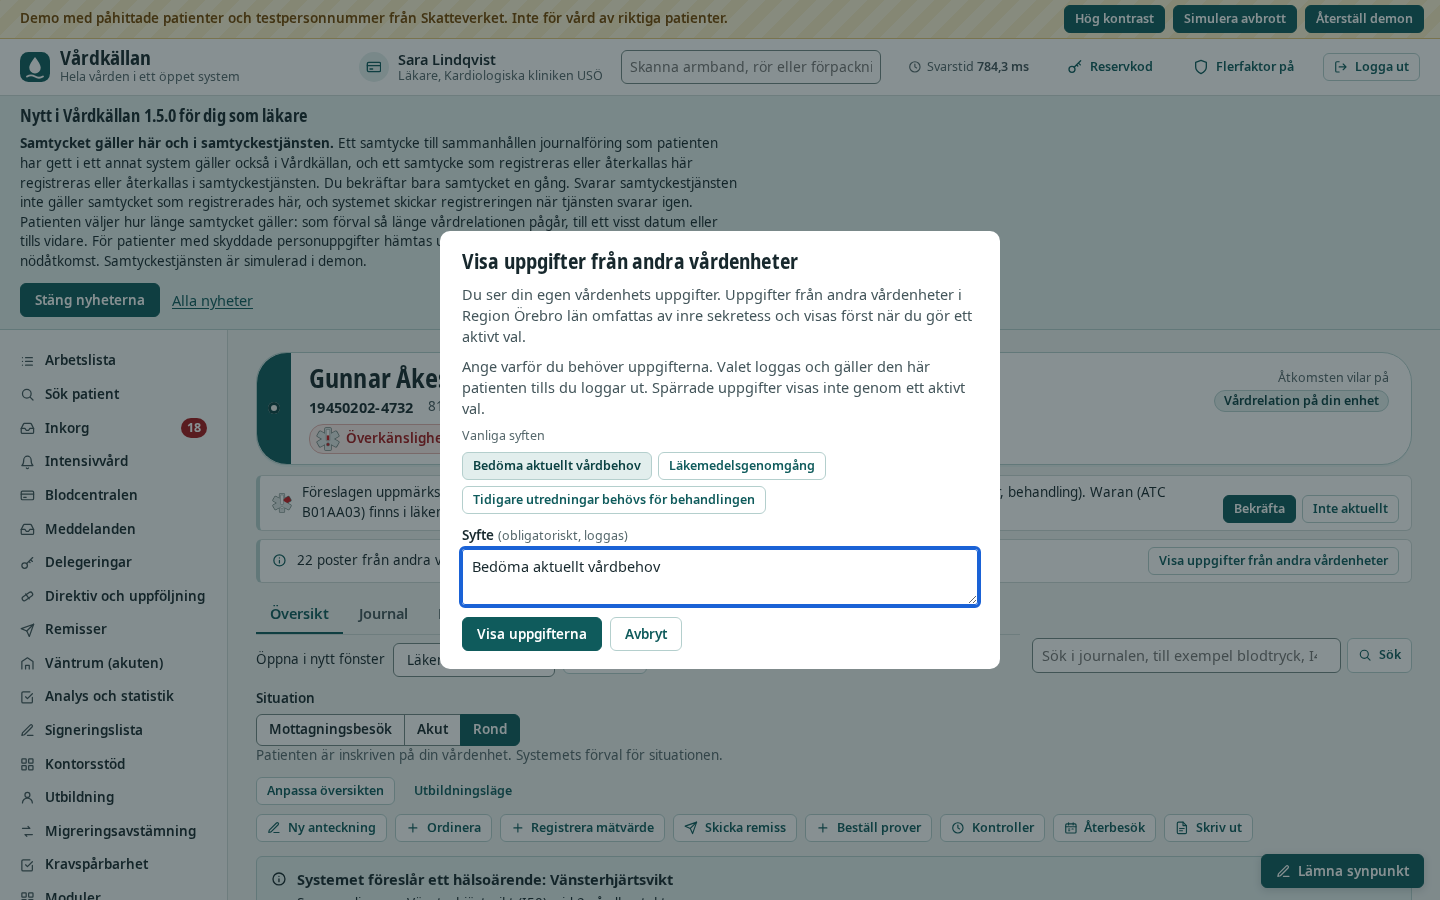 Demo med påhittade patienter och testpersonnummer från Skatteverket. Inte för vård av riktiga patienter.
Hög kontrast
Simulera avbrott
Återställ demon
Vårdkällan
Hela vården i ett öppet system
Sara Lindqvist
Läkare, Kardiologiska kliniken USÖ
Skanna armband, rör eller förpackni
Svarstid 784,3 ms
Reservkod
Flerfaktor på
Logga ut
Nytt i Vårdkällan 1.5.0 för dig som läkare
Samtycket gäller här och i samtyckestjänsten. Ett samtycke till sammanhållen journalföring som patienten
har gett i ett annat system gäller också i Vårdkällan, och ett samtycke som registreras eller återkallas här
registreras eller återkallas i samtyckestjänsten. Du bekräftar bara samtycket en gång. Svarar samtyckestjänsten
inte gäller samtycket som registrerades här, och systemet skickar registreringen när tjänsten svarar igen.
Patienten väljer hur länge samtycket gäller: som förval så länge vårdrelationen pågår, till ett visst datum eller
tills vidare. För patienter med skyddade personuppgifter hämtas
nödåtkomst. Samtyckestjänsten är simulerad i demon.
Stäng nyheterna
Alla nyheter
Visa uppgifter från andra vårdenheter
Du ser din egen vårdenhets uppgifter. Uppgifter från andra vårdenheter i
Region Örebro län omfattas av inre sekretess och visas först när du gör ett
aktivt val.
Ange varför du behöver uppgifterna. Valet loggas och gäller den här
patienten tills du loggar ut. Spärrade uppgifter visas inte genom ett aktivt
val.
Vanliga syften
Bedöma aktuellt vårdbehov
Läkemedelsgenomgång
Tidigare utredningar behövs för behandlingen
Syfte (obligatoriskt, loggas)
Bedöma aktuellt vårdbehov
Visa uppgifterna
Avbryt
Arbetslista
Sök patient
Inkorg 18
Intensivvård
Blodcentralen
Meddelanden
Delegeringar
Direktiv och uppföljning
Remisser
Väntrum (akuten)
Analys och statistik
Signeringslista
Kontorsstöd
Utbildning
Migreringsavstämning
Kravspårbarhet
Moduler
Gunnar Åkes
19450202-4732 81
Överkänslighe
Åtkomsten vilar på
Vårdrelation på din enhet
Föreslagen uppmärks
, behandling). Waran (ATC
B01AA03) finns i läker
Bekräfta
Inte aktuellt
22 poster från andra v
Visa uppgifter från andra vårdenheter
Översikt
Journal
Öppna i nytt fönster
Läker
Sök i journalen, till exempel blodtryck, I
Sök
Situation
Mottagningsbesök
Akut
Rond
Patienten är inskriven på din vårdenhet. Systemets förval för situationen.
Anpassa översikten
Utbildningsläge
Ny anteckning
Ordinera
Registrera mätvärde
Skicka remiss
Beställ prover
Kontroller
Återbesök
Skriv ut
Systemet föreslår ett hälsoärende: Vänsterhjärtsvikt
Lämna synpunkt